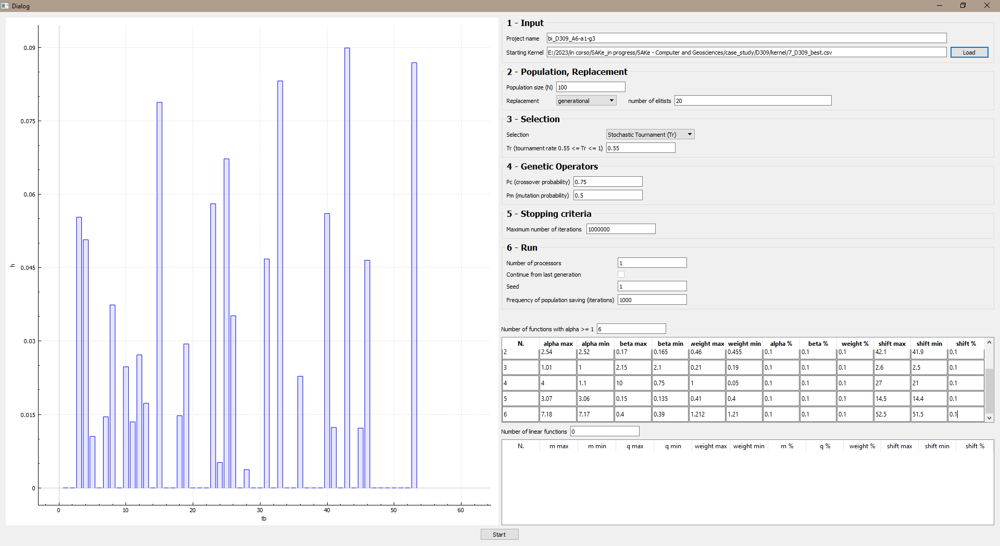 Dialog
0.09
0.075
0.06
0.045
0.03
0.015
0
h
0 10 20 30 40 50 60
tb
1 - Input
Project name bi_D309_A6-a1-g3
Starting Kernel E:/2023/in corso/SAKe_in progress/SAKe - Computer and Geosciences/case_study/D309/kernel/7_D309_best.csv Load
2 - Population, Replacement
Population size (N) 100
Replacement generational number of elitists 20
3 - Selection
Selection Stochastic Tournament (Tr)
Tr (tournament rate 0.55 <= Tr <= 1) 0.55
4 - Genetic Operators
Pc (crossover probability) 0.75
Pm (mutation probability) 0.5
5 - Stopping criteria
Maximum number of iterations 1000000
6 - Run
Number of processors 1
Continue from last generation
Seed 1
Frequency of population saving (iterations) 1000
Number of functions with alpha >= 1 6
N. alpha max alpha min beta max beta min weight max weight min alpha % beta % weight % shift max shift min shift %
2 2.54 2.52 0.17 0.165 0.46 0.455 0.1 0.1 0.1 42.1 41.9 0.1
3 1.01 1 2.15 2.1 0.21 0.19 0.1 0.1 0.1 2.6 2.5 0.1
4 4 1.1 10 0.75 1 0.05 0.1 0.1 0.1 27 21 0.1
5 3.07 3.06 0.15 0.135 0.41 0.4 0.1 0.1 0.1 14.5 14.4 0.1
6 7.18 7.17 0.4 0.39 1.212 1.21 0.1 0.1 0.1 52.5 51.5 0.1
Number of linear functions 0
N. m max m min q max q min weight max weight min m % q % weight % shift max shift min shift %
Start